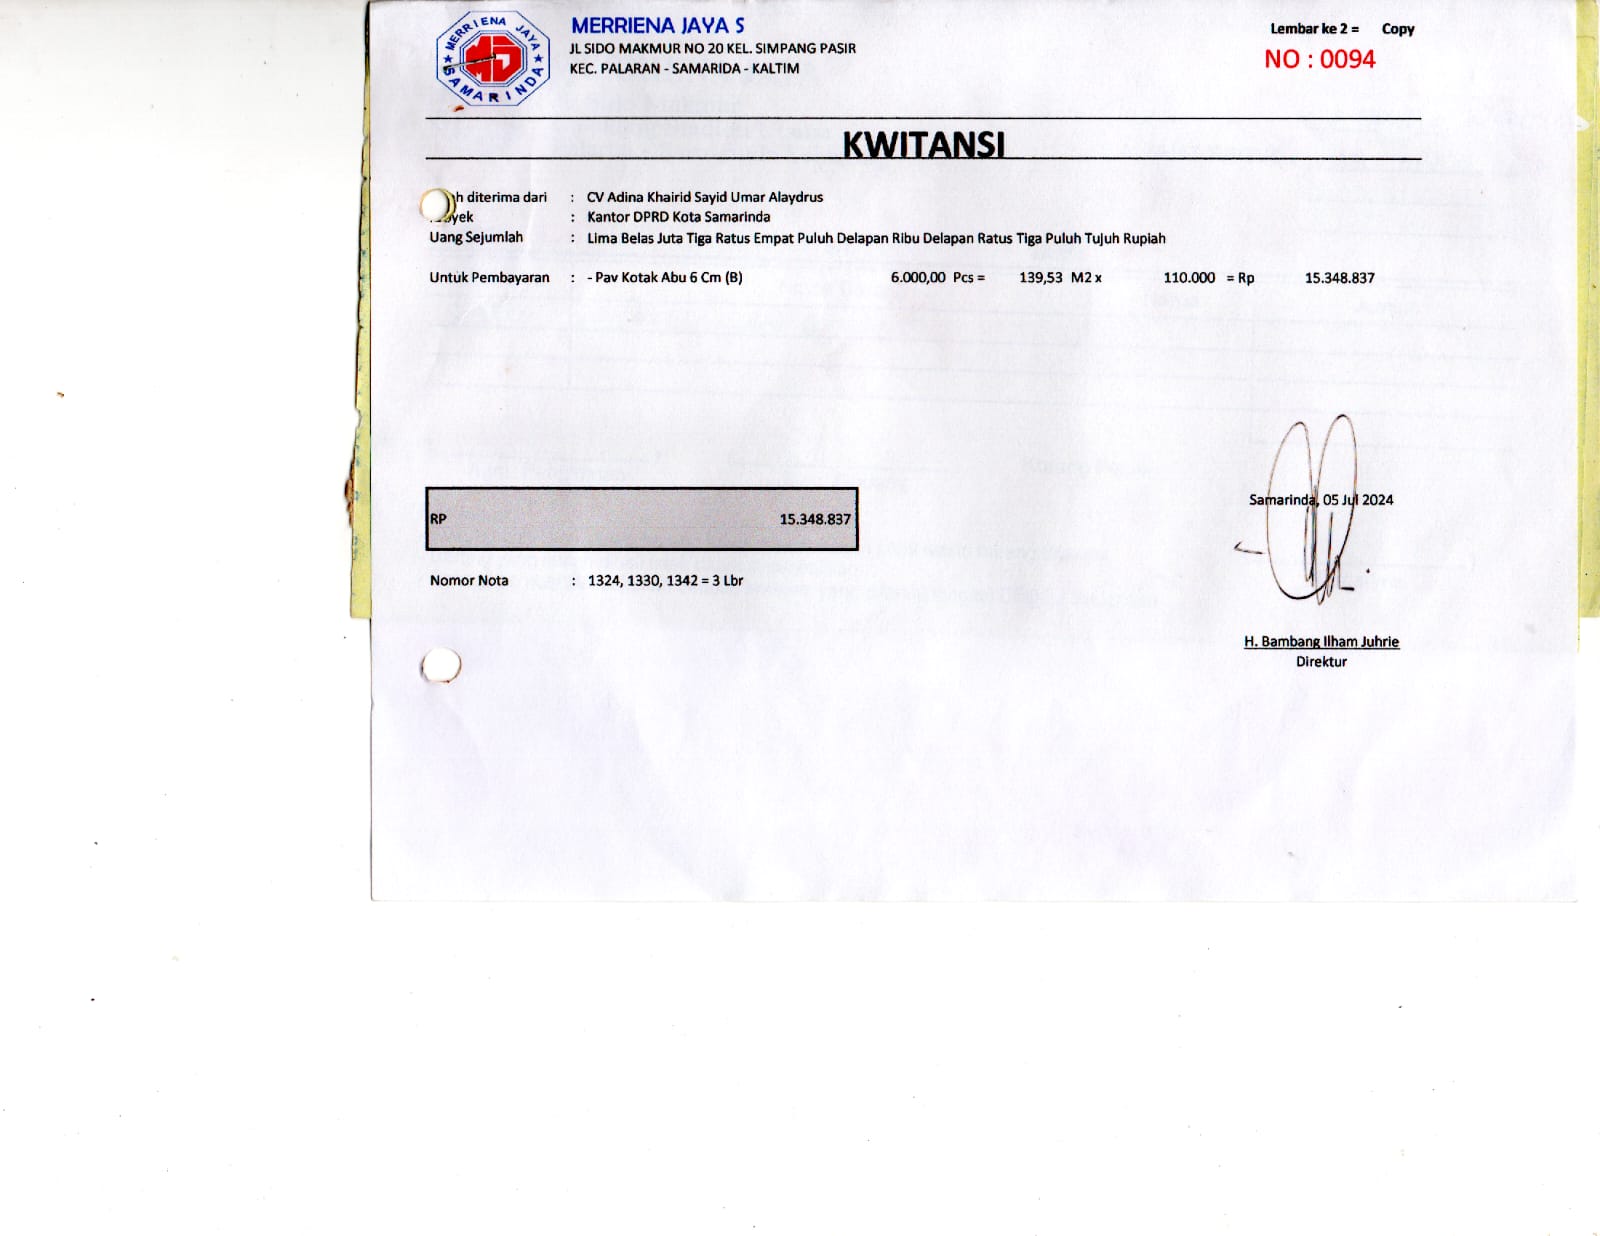 MERRIENA JAYA
SAMARINDA
MD
MERRIENA JAYA S
JL SIDO MAKMUR NO 20 KEL. SIMPANG PASIR
KEC. PALARAN - SAMARIDA - KALTIM
Lembar ke 2 = Copy
NO : 0094
KWITANSI
diterima dari : CV Adina Khairid Sayid Umar Alaydrus
: Kantor DPRD Kota Samarinda
Uang Sejumlah : Lima Belas Juta Tiga Ratus Empat Puluh Delapan Ribu Delapan Ratus Tiga Puluh Tujuh Rupiah
Untuk Pembayaran : - Pav Kotak Abu 6 Cm (B) 6.000,00 Pcs = 139,53 M2 x 110.000 = Rp 15.348.837
Samarinda, 05 Jul 2024
RP 15.348.837
Nomor Nota : 1324, 1330, 1342 = 3 Lbr
H. Bambang Ilham Juhrie
Direktur